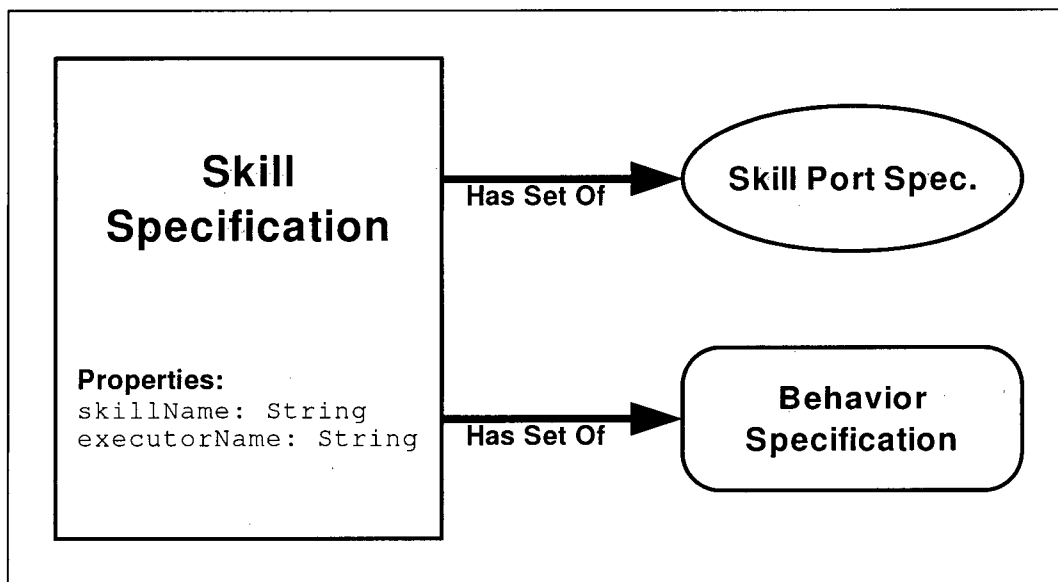 Skill
Specification
Properties:
skillName: String
executorName: String
Has Set Of
Skill Port Spec.
Has Set Of
Behavior
Specification